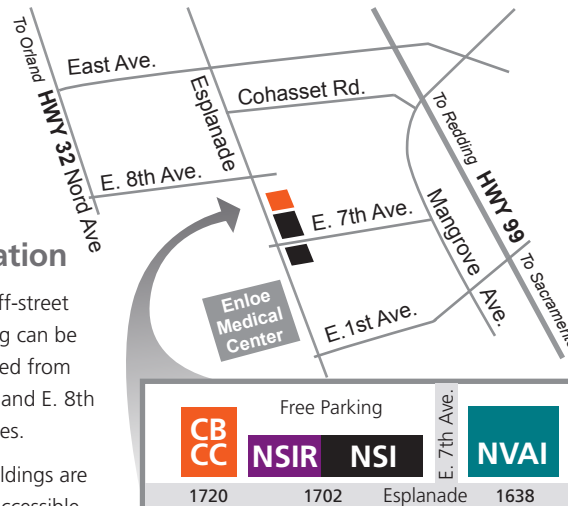 To Orland
HWY 32 Nord Ave
East Ave.
Esplanade
Cohasset Rd.
To Redding
HWY 99
To Sacramento
E. 8th Ave.
E. 7th Ave.
Mangrove Ave.
Enloe
Medical
Center
E.1st Ave.
ation
ff-street
g can be
ed from
and E. 8th
es.
ldings are
ccessible
Free Parking
CB
CC
NSIR
NSI
E. 7th Ave.
NVAI
1720
1702
Esplanade
1638